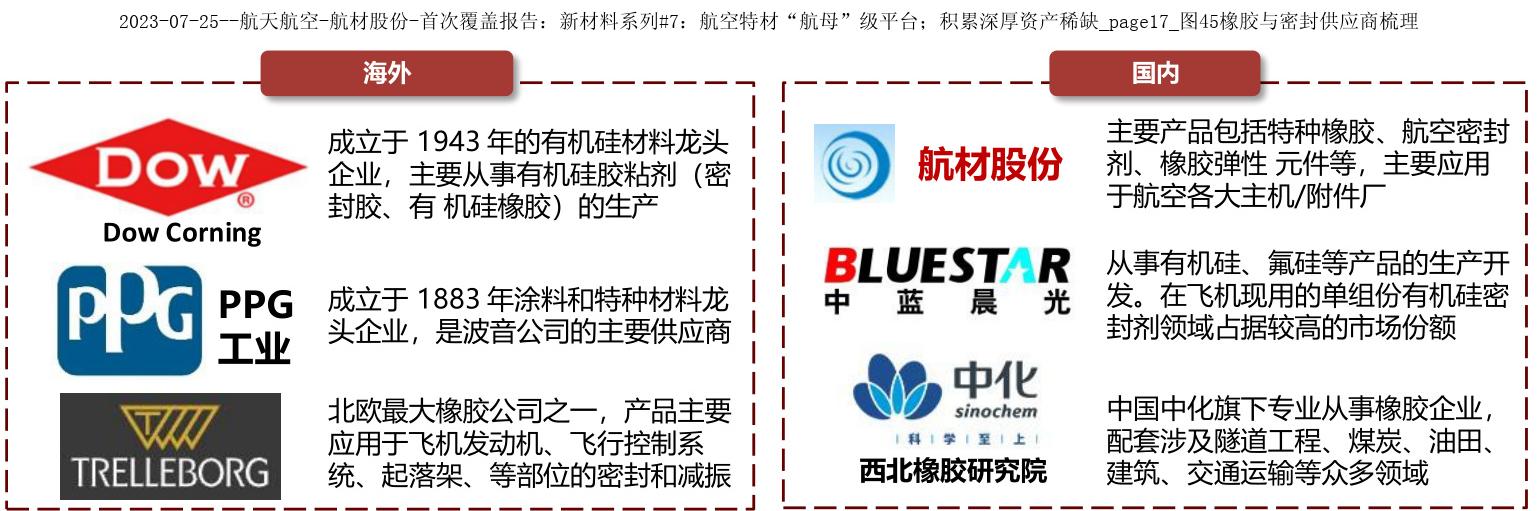 2023-07-25--航天航空-航材股份-首次覆盖报告：新材料系列#7：航空特材“航母”级平台；积累深厚资产稀缺_page17_图45橡胶与密封供应商梳理
海外
DOW
®
Dow Corning
成立于 1943 年的有机硅材料龙头
企业，主要从事有机硅胶粘剂（密
封胶、有 机硅橡胶）的生产
PPG
PPG
工业
成立于 1883 年涂料和特种材料龙
头企业，是波音公司的主要供应商
TRELLEBORG
北欧最大橡胶公司之一，产品主要
应用于飞机发动机、飞行控制系
统、起落架、等部位的密封和减振
国内
航材股份
主要产品包括特种橡胶、航空密封
剂、橡胶弹性 元件等，主要应用
于航空各大主机/附件厂
BLUESTAR
中蓝晨光
从事有机硅、氟硅等产品的生产开
发。在飞机现用的单组份有机硅密
封剂领域占据较高的市场份额
中化
sinochem
科学至上
西北橡胶研究院
中国中化旗下专业从事橡胶企业，
配套涉及隧道工程、煤炭、油田、
建筑、交通运输等众多领域